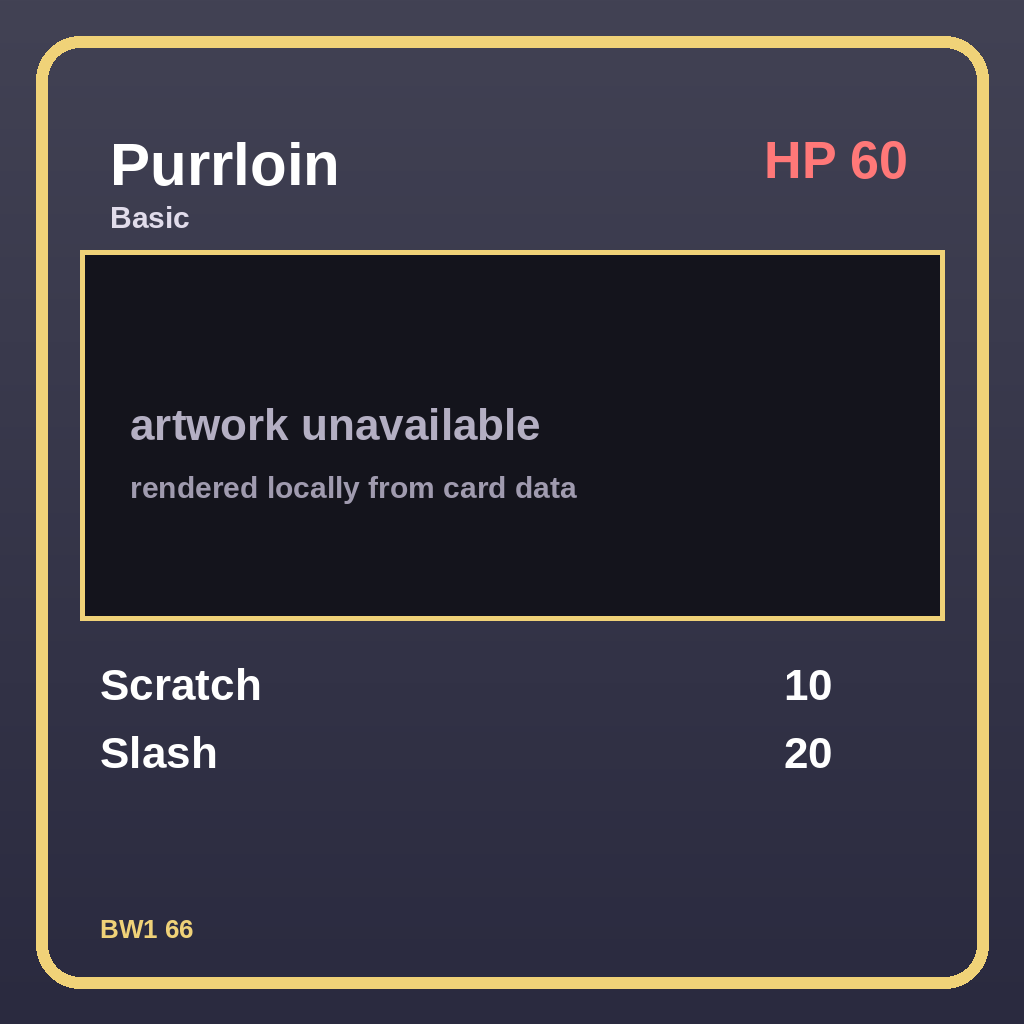 Purrloin HP 60
Basic
artwork unavailable
rendered locally from card data
Scratch 10
Slash 20
BW1 66